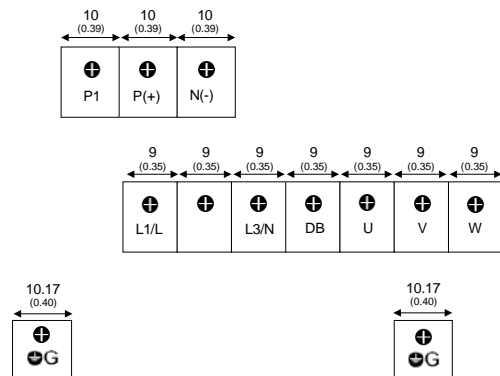 10 10 10
(0.39) (0.39) (0.39)
P1 P(+) N(-)
9 9 9 9 9 9 9
(0.35) (0.35) (0.35) (0.35) (0.35) (0.35) (0.35)
L1/L L3/N DB U V W
10.17 10.17
(0.40) (0.40)
G G